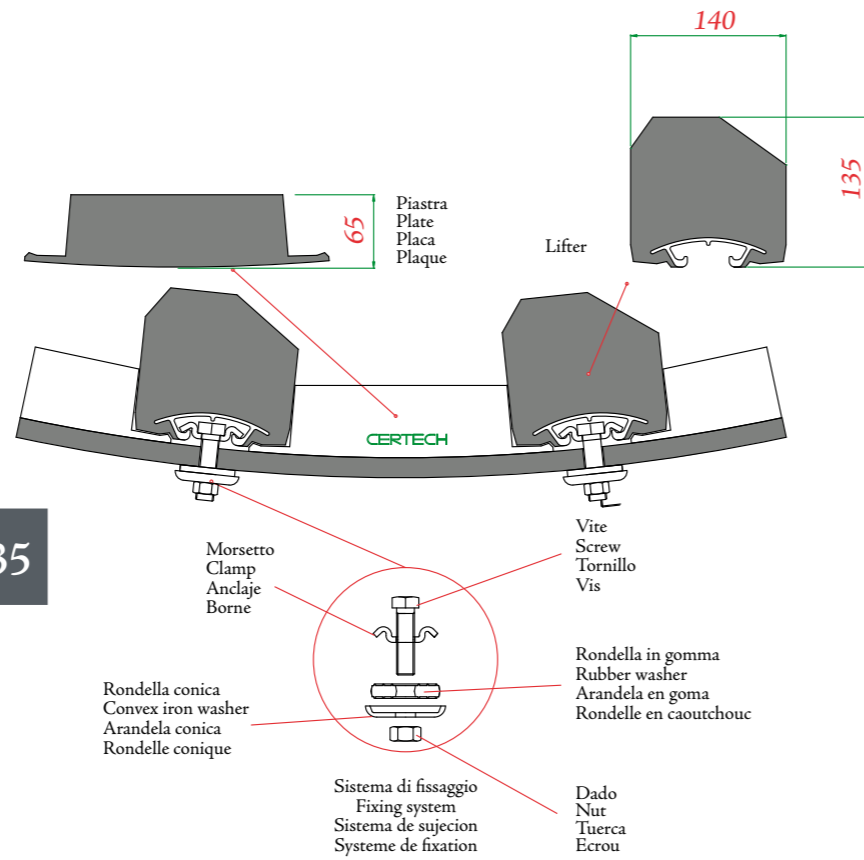 140
135
65
Piastra
Plate
Placa
Plaque
Lifter
CERTECH
35
Morsetto
Clamp
Anclaje
Borne
Vite
Screw
Tornillo
Vis
Rondella in gomma
Rubber washer
Arandela en goma
Rondelle en caoutchouc
Rondella conica
Convex iron washer
Arandela conica
Rondelle conique
Sistema di fissaggio
Fixing system
Sistema de sujecion
Systeme de fixation
Dado
Nut
Tuerca
Ecrou